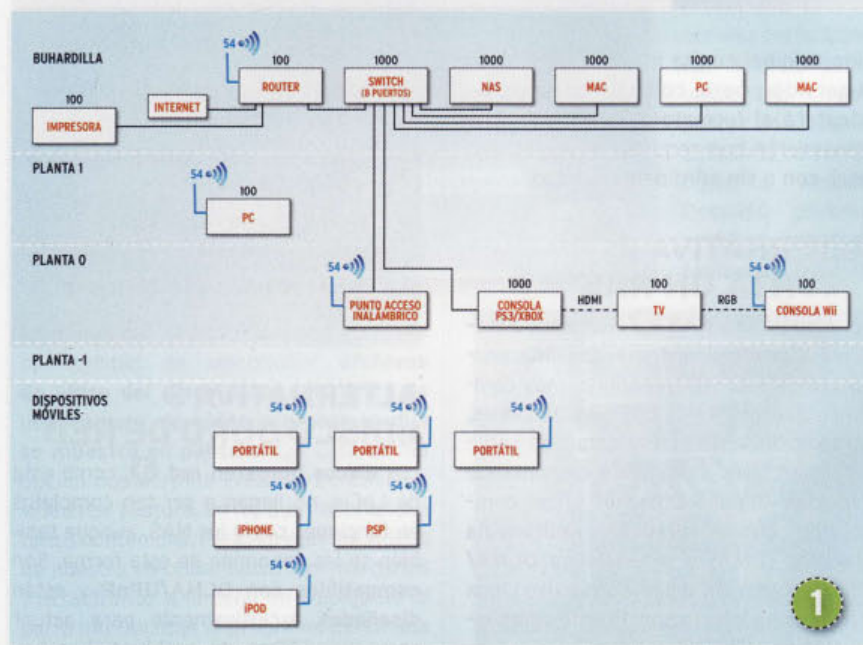 54
100
1000
1000
1000
1000
1000
BUHARDILLA
ROUTER
SWITCH
(8 PUERTOS)
NAS
MAC
PC
MAC
100
INTERNET
IMPRESORA
PLANTA 1
54
100
PC
PLANTA 0
54
1000
100
54
100
PUNTO ACCESO
INALÁMBRICO
CONSOLA
PS3/XBOX
HDMI
TV
RGB
CONSOLA Wii
PLANTA -1
DISPOSITIVOS
MÓVILES
54
54
54
PORTÁTIL
PORTÁTIL
PORTÁTIL
54
54
iPHONE
PSP
54
iPOD
1